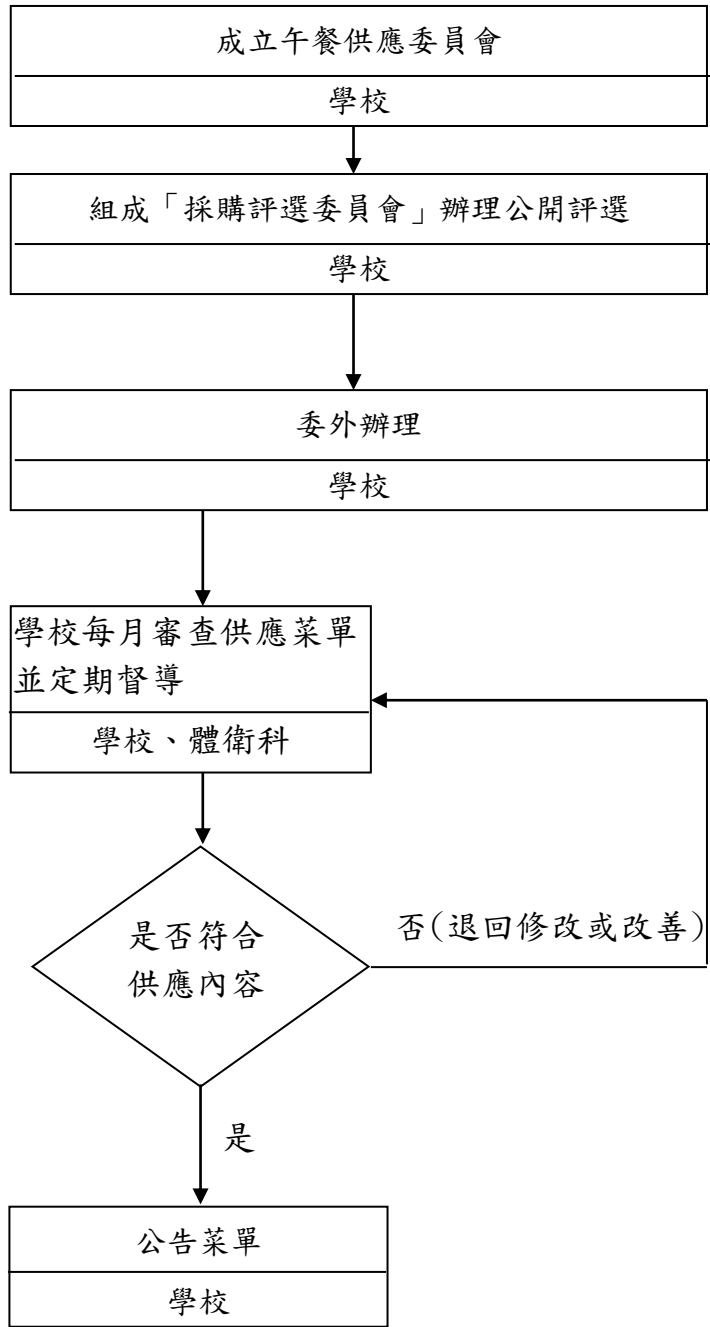 成立午餐供應委員會
學校
組成「採購評選委員會」辦理公開評選
學校
委外辦理
學校
學校每月審查供應菜單
並定期督導
學校、體衛科
是否符合
供應內容
否(退回修改或改善)
是
公告菜單
學校